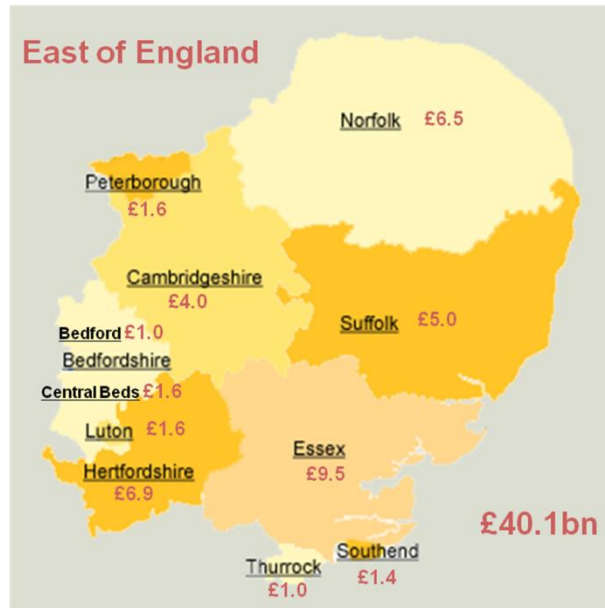 East of England
Norfolk £6.5
Peterborough
£1.6
Cambridgeshire
£4.0
Suffolk £5.0
Bedford £1.0
Bedfordshire
Central Beds £1.6
Luton £1.6
Hertfordshire
£6.9
Essex
£9.5
£40.1bn
Southend
£1.4
Thurrock
£1.0